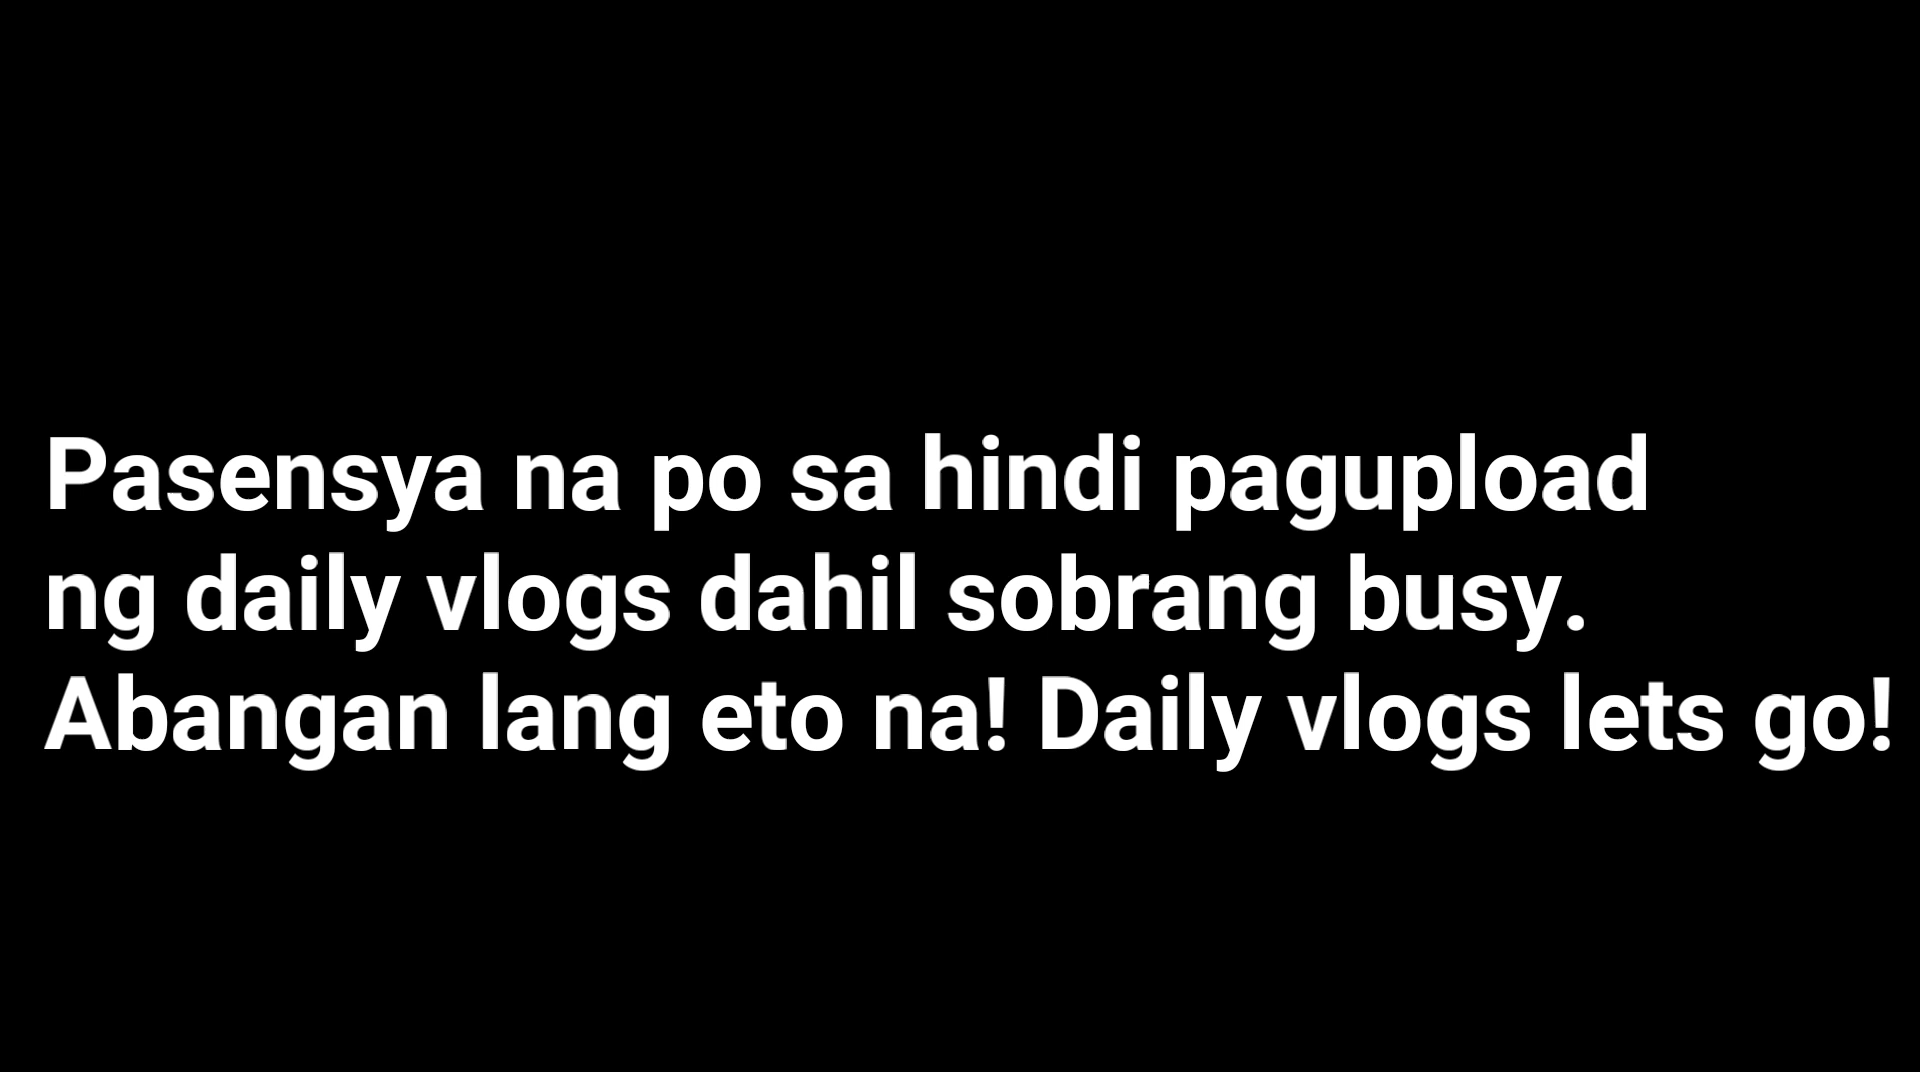 Pasensya na po sa hindi pagupload
ng daily vlogs dahil sobrang busy.
Abangan lang eto na! Daily vlogs lets go!